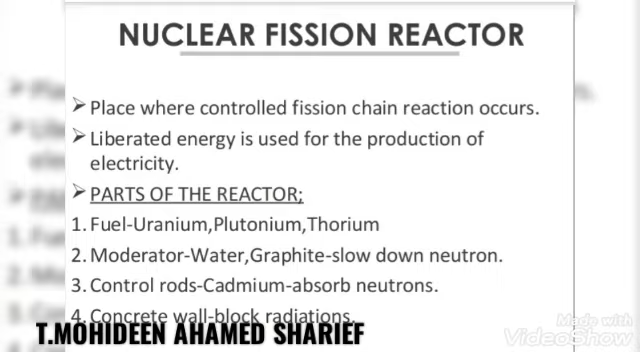 NUCLEAR FISSION REACTOR
➢ Place where controlled fission chain reaction occurs.
➢ Liberated energy is used for the production of
electricity.
➢ PARTS OF THE REACTOR;
1. Fuel-Uranium,Plutonium,Thorium
2. Moderator-Water,Graphite-slow down neutron.
3. Control rods-Cadmium-absorb neutrons.
4. Concrete wall-block radiations.
T.MOHIDEEN AHAMED SHARIEF
Made with
VideoShow